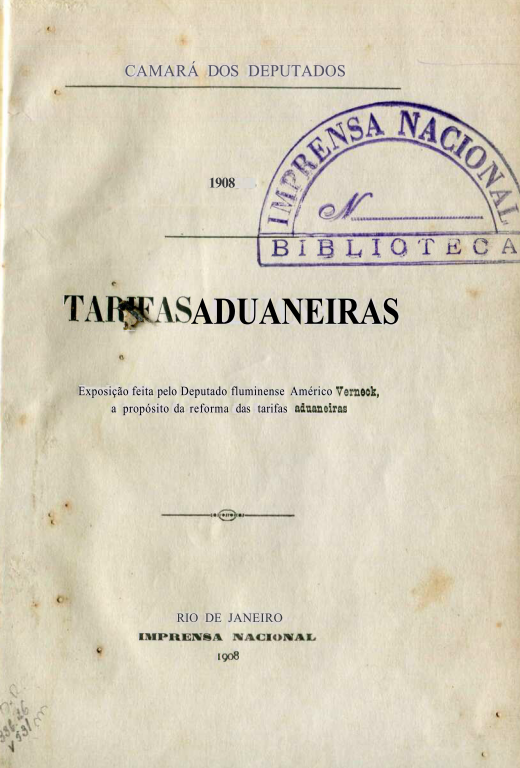 CAMARÁ DOS DEPUTADOS
IMPRENSA NACIONAL
1908
N
BIBLIOTECA
TARIFAS ADUANEIRAS
Exposição feita pelo Deputado fluminense Américo Verneck,
a propósito da reforma das tarifas aduaneiras
RIO DE JANEIRO
IMPRENSA NACIONAL
1908